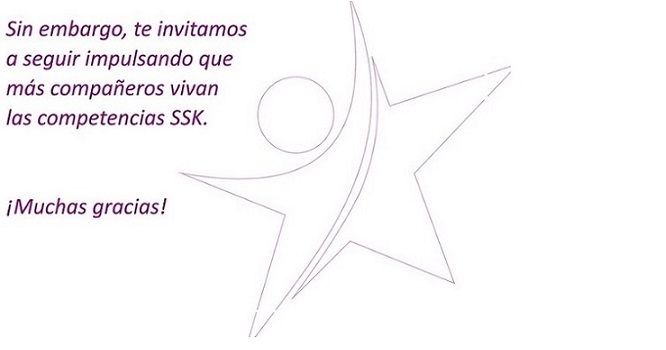 Sin embargo, te invitamos
a seguir impulsando que
más compañeros vivan
las competencias SSK.
¡Muchas gracias!